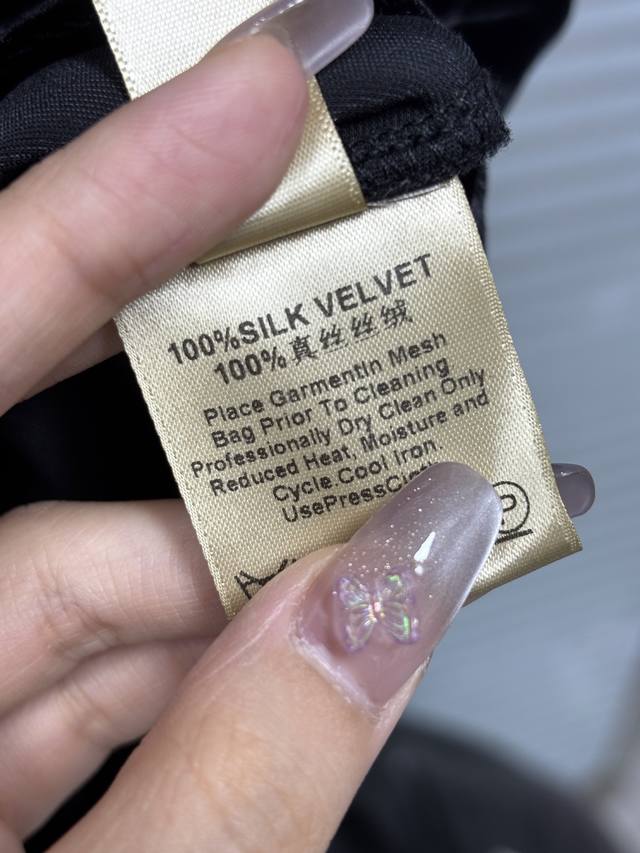 100%SILK VELVET
100%真丝丝绒
Place GarmentIn Mesh
Bag Prior To Cleaning
Professionally Dry Clean Only
Reduced Heat, Moisture and
Cycle.Cool Iron
UsePressCloth
P